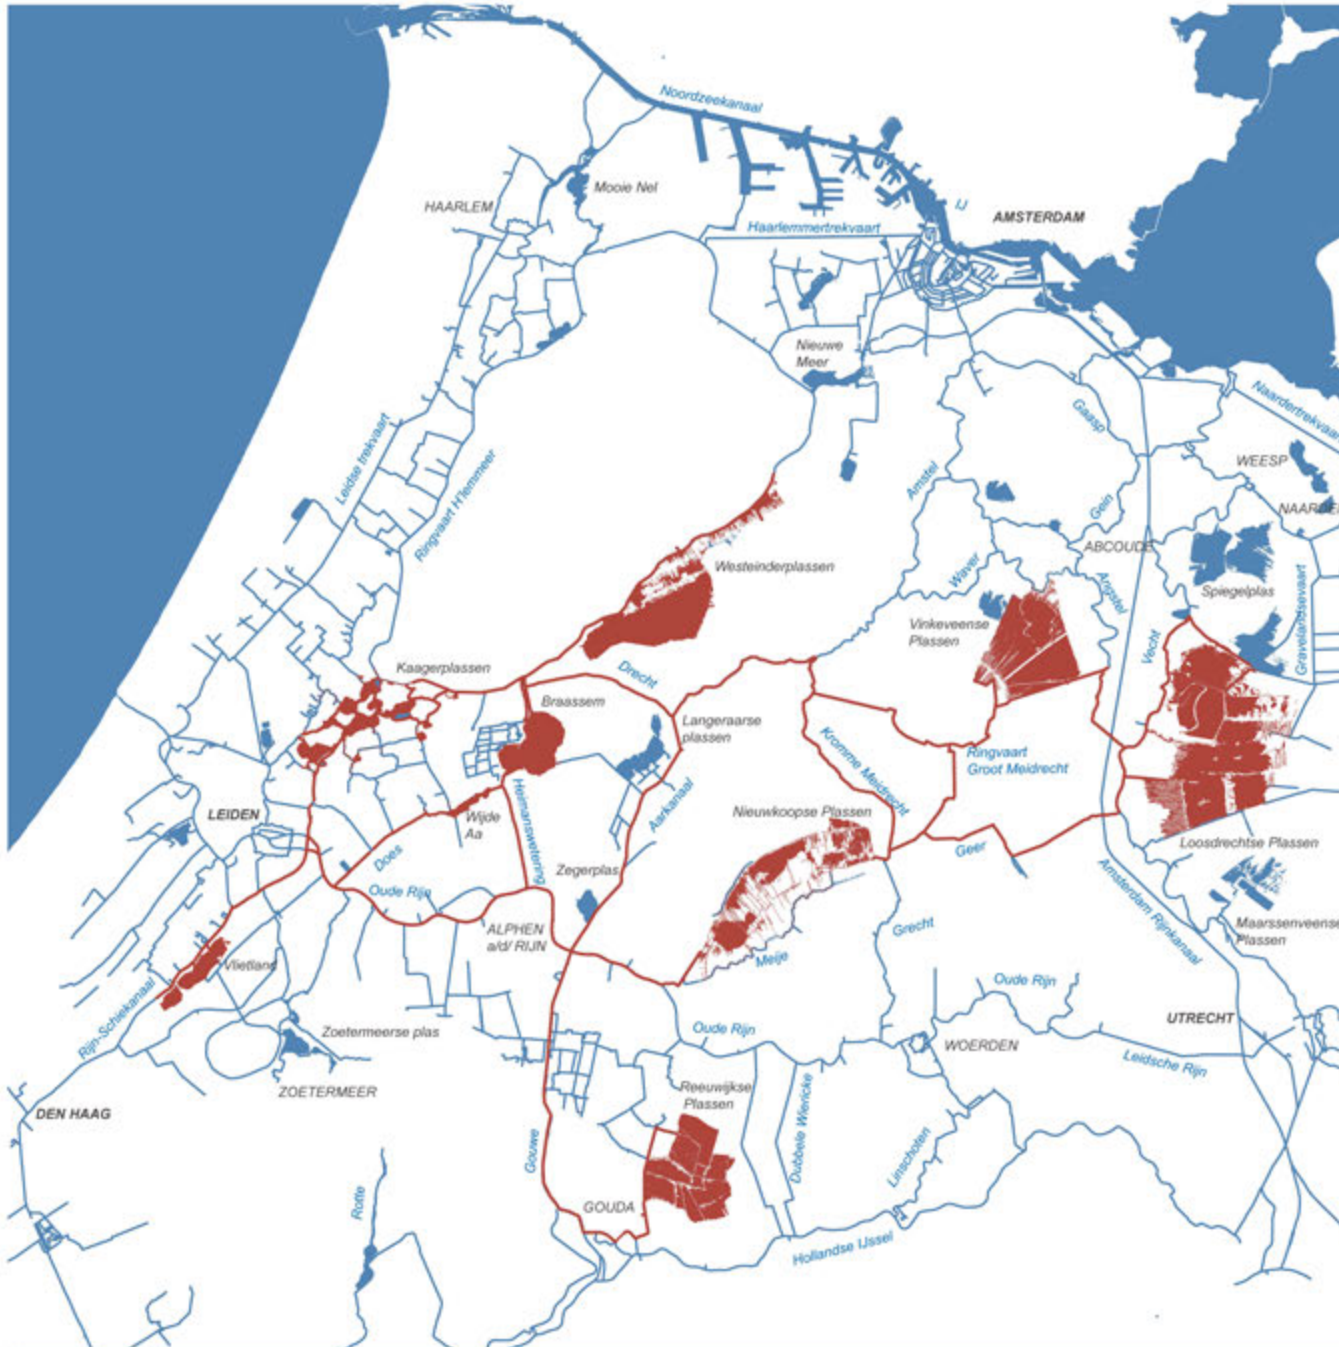 Noordzeekanaal
Mooie Nel
HAARLEM
IJ
AMSTERDAM
Haarlemmertrekvaart
Nieuwe
Meer
Gaasp
Naardertrekvaart
Leidse trekvaart
Ringvaart H'lemmeer
Amstel
WEESP
NAARDEN
Gein
ABCOUDE
Waver
Westeinderplassen
Angstel
Spiegelplas
Gravelandsevaart
Vinkeveense
Plassen
Vecht
Kaagerplassen
Drecht
Braassem
Langeraarse
plassen
Kromme Meidrecht
Ringvaart
Groot Meidrecht
LEIDEN
Wijde
Aa
Heimanswetering
Aarkanaal
Nieuwkoopse Plassen
Does
Zegerplas
Geer
Loosdrechtse Plassen
Oude Rijn
Amsterdam Rijnkanaal
ALPHEN
a/d/ RIJN
Grecht
Maarssenveense
Plassen
Vlietland
Meije
Rijn-Schiekanaal
Oude Rijn
Zoetermeerse plas
Oude Rijn
UTRECHT
WOERDEN
Leidsche Rijn
ZOETERMEER
Reeuwijkse
Plassen
DEN HAAG
Dubbele Wiericke
Gouwe
Linschoten
Rotte
GOUDA
Hollandse IJssel